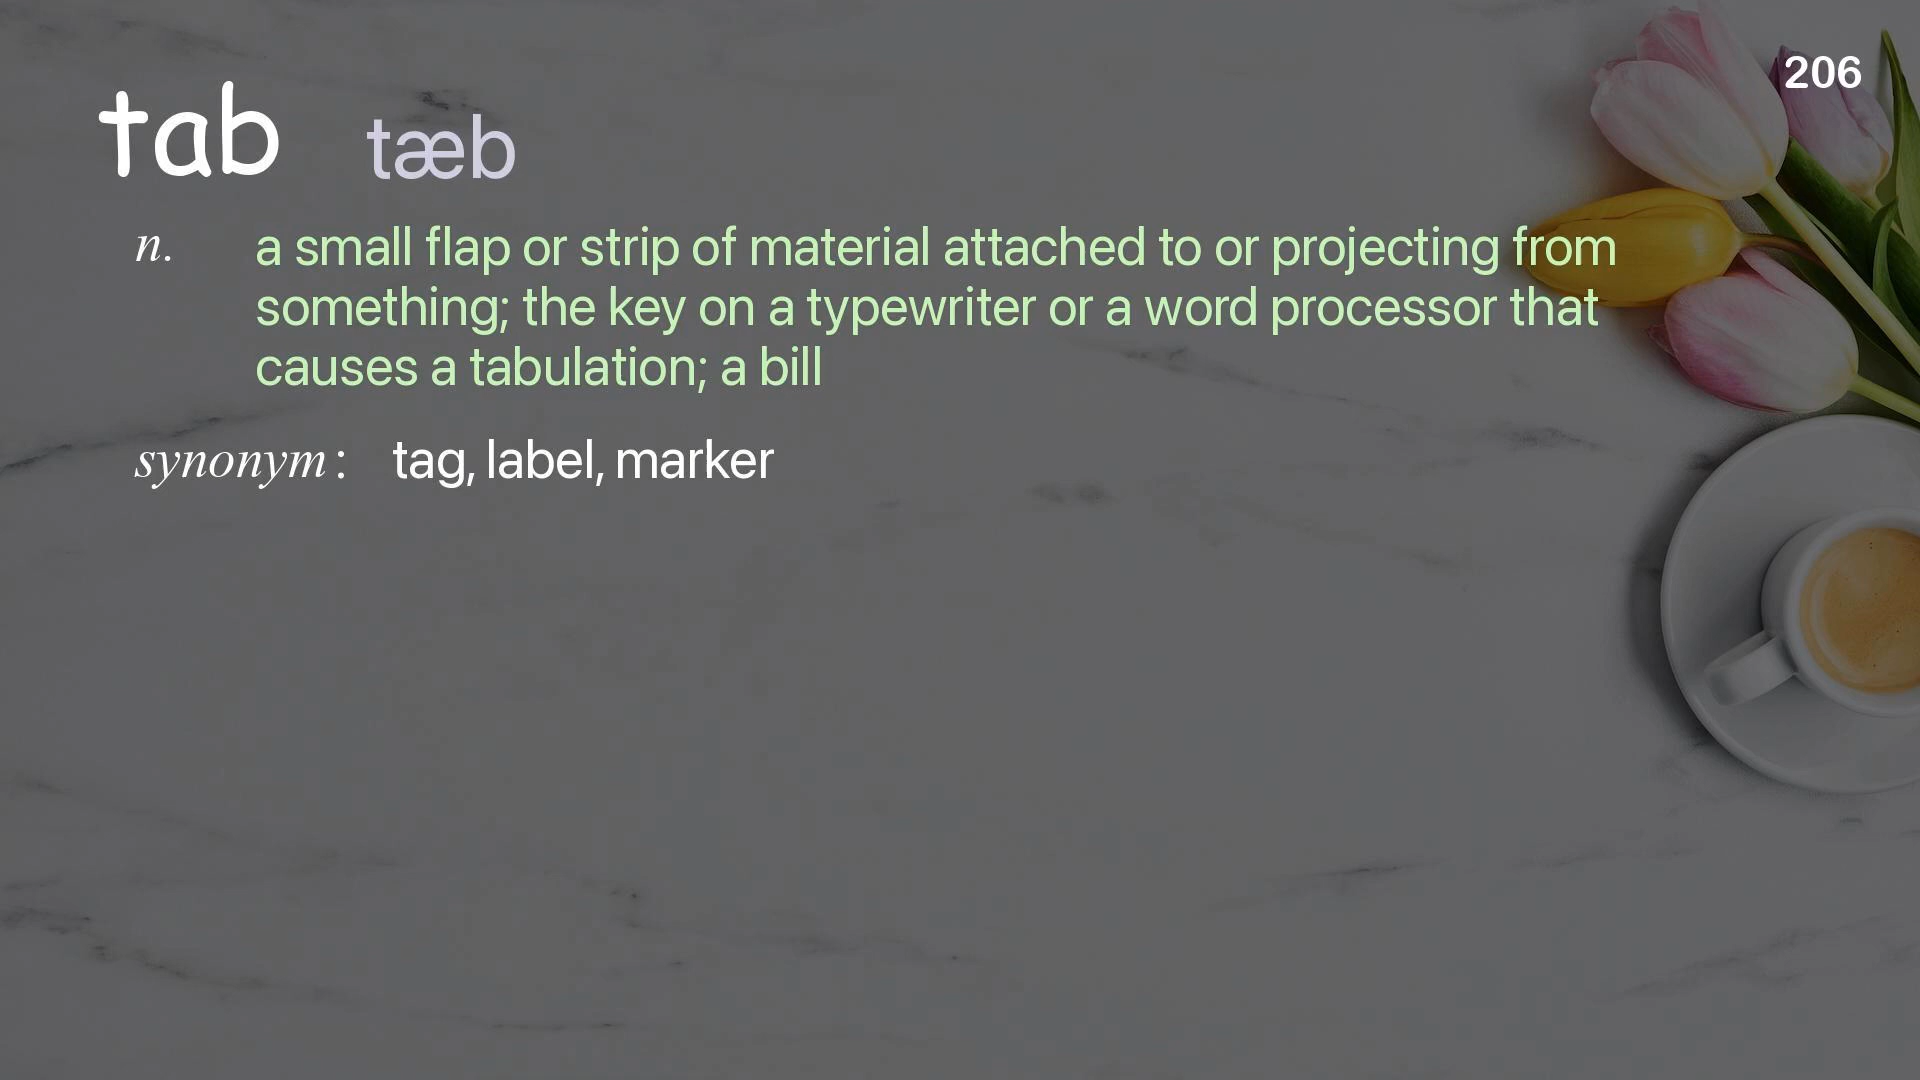 206
tab tæb
n. a small flap or strip of material attached to or projecting from
something; the key on a typewriter or a word processor that
causes a tabulation; a bill
synonym: tag, label, marker